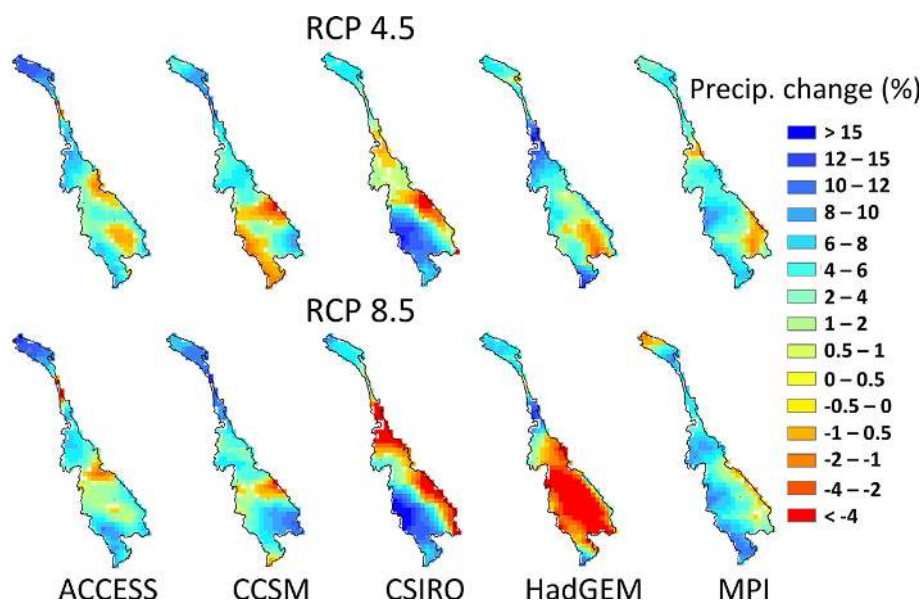 RCP 4.5
Precip. change (%)
> 15
12 – 15
10 – 12
8 – 10
6 – 8
4 – 6
2 – 4
1 – 2
0.5 – 1
0 – 0.5
-0.5 – 0
-1 – 0.5
-2 – -1
-4 – -2
< -4
RCP 8.5
ACCESS CCSM CSIRO HadGEM MPI